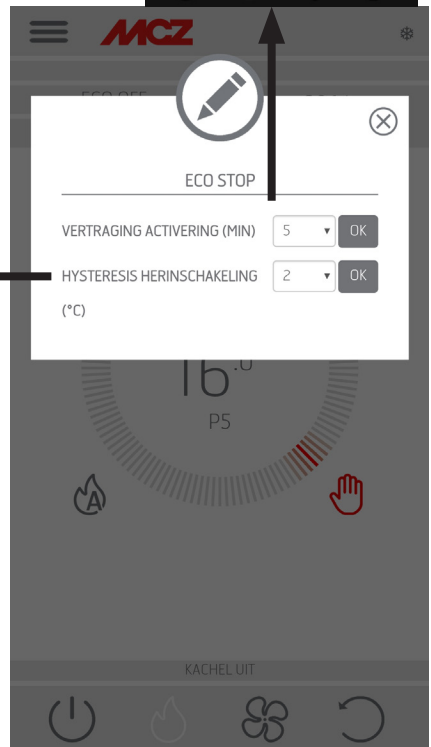 MCZ
ECO STOP
VERTRAGING ACTIVERING (MIN) 5 OK
HYSTERESIS HERINSCHAKELING 2 OK
(°C)
16.0
P5
A
KACHEL UIT